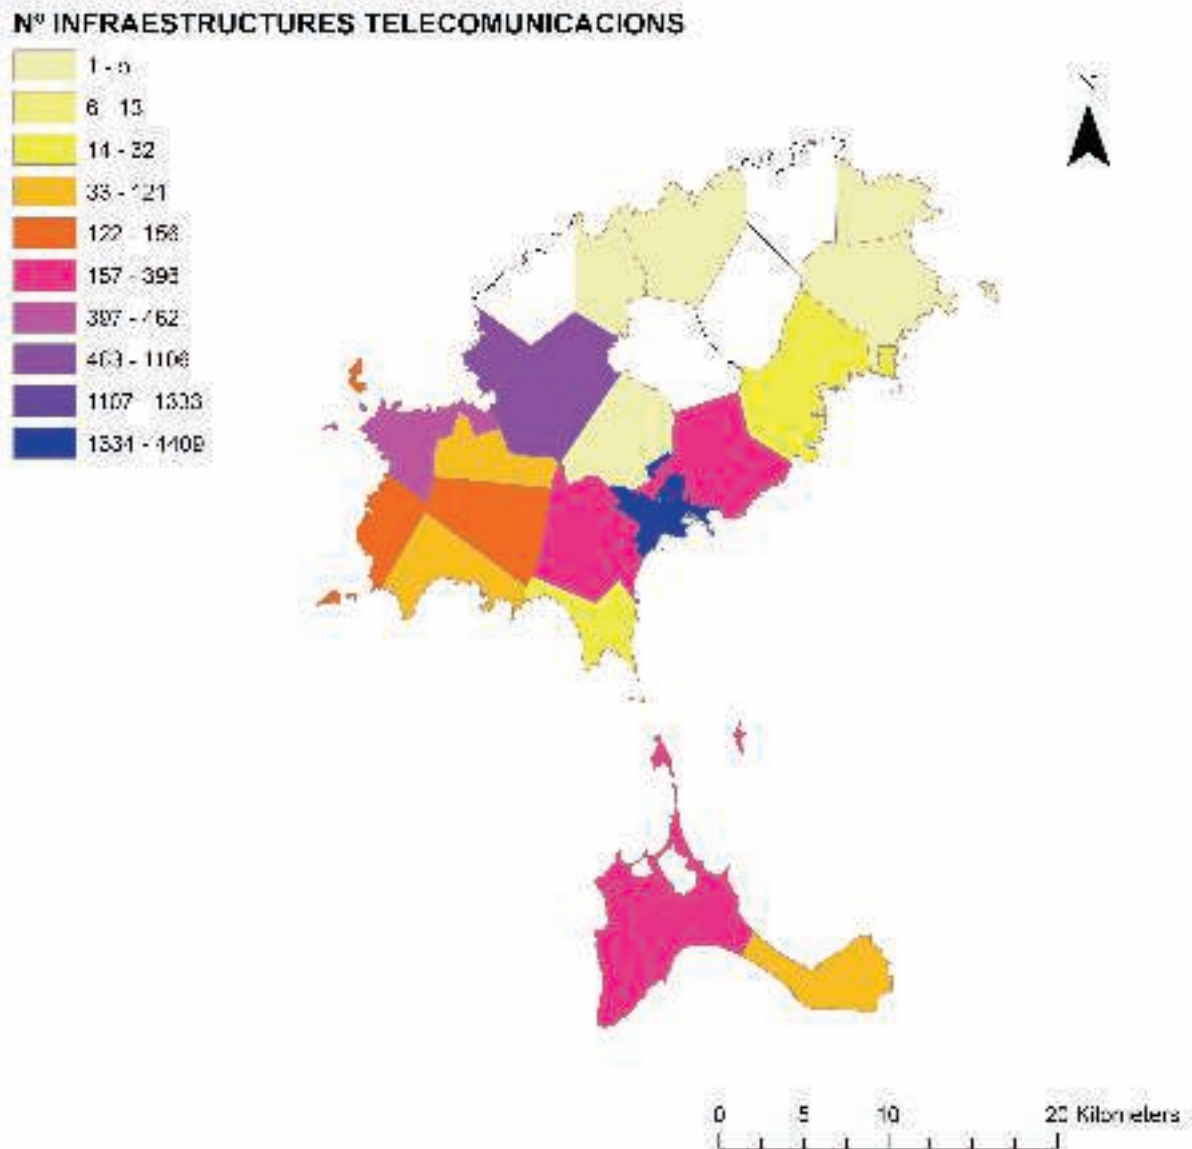 Nº INFRAESTRUCTURES TELECOMUNICACIONS
1 - 5
6 - 13
14 - 32
33 - 121
122 - 156
157 - 396
397 - 462
463 - 1106
1107 - 1333
1334 - 4409
0 5 10 20 Kilometers